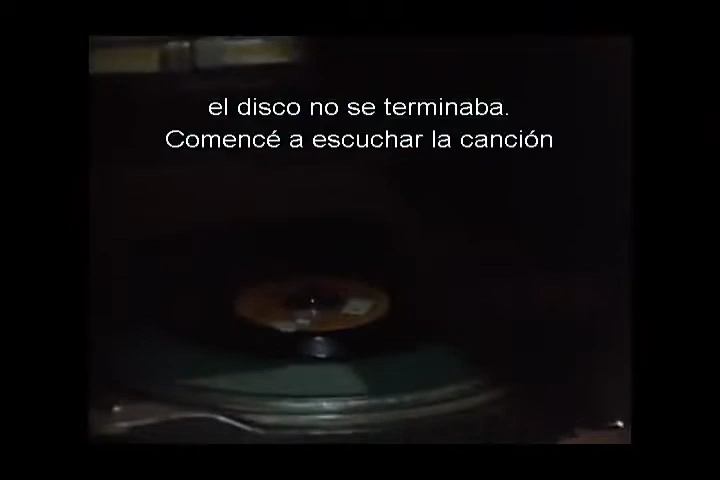 el disco no se terminaba.
Comencé a escuchar la canción